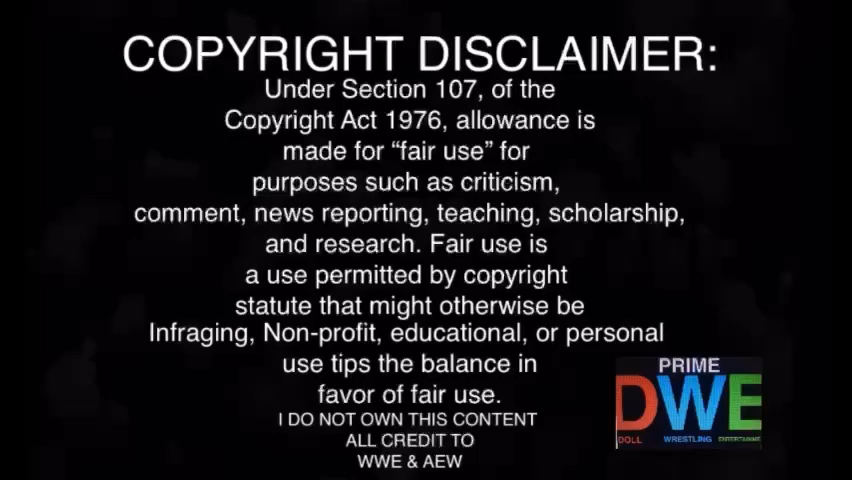 COPYRIGHT DISCLAIMER:
Under Section 107, of the
Copyright Act 1976, allowance is
made for “fair use” for
purposes such as criticism,
comment, news reporting, teaching, scholarship,
and research. Fair use is
a use permitted by copyright
statute that might otherwise be
Infraging, Non-profit, educational, or personal
use tips the balance in
favor of fair use.
I DO NOT OWN THIS CONTENT
ALL CREDIT TO
WWE & AEW
PRIME
DWE
DOLL WRESTLING